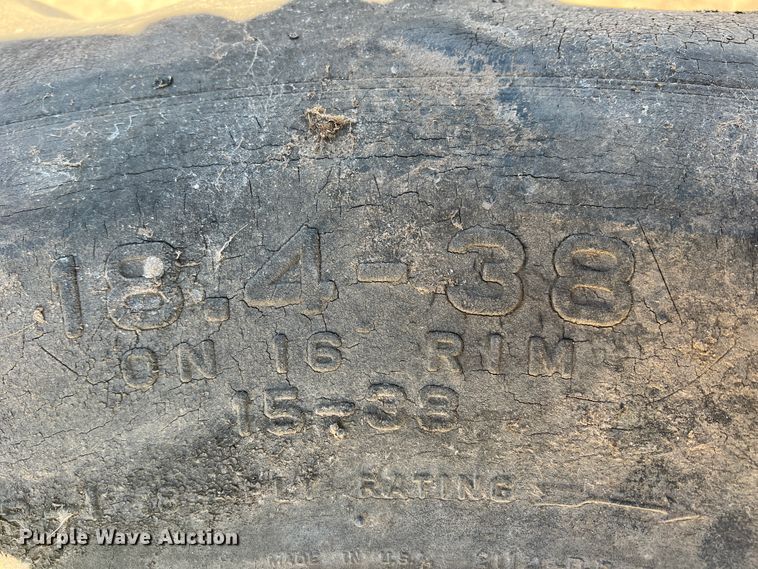 18.4-38
ON 16 RIM
15-38
RATING
MADE IN U.S.A.
Purple Wave Auction